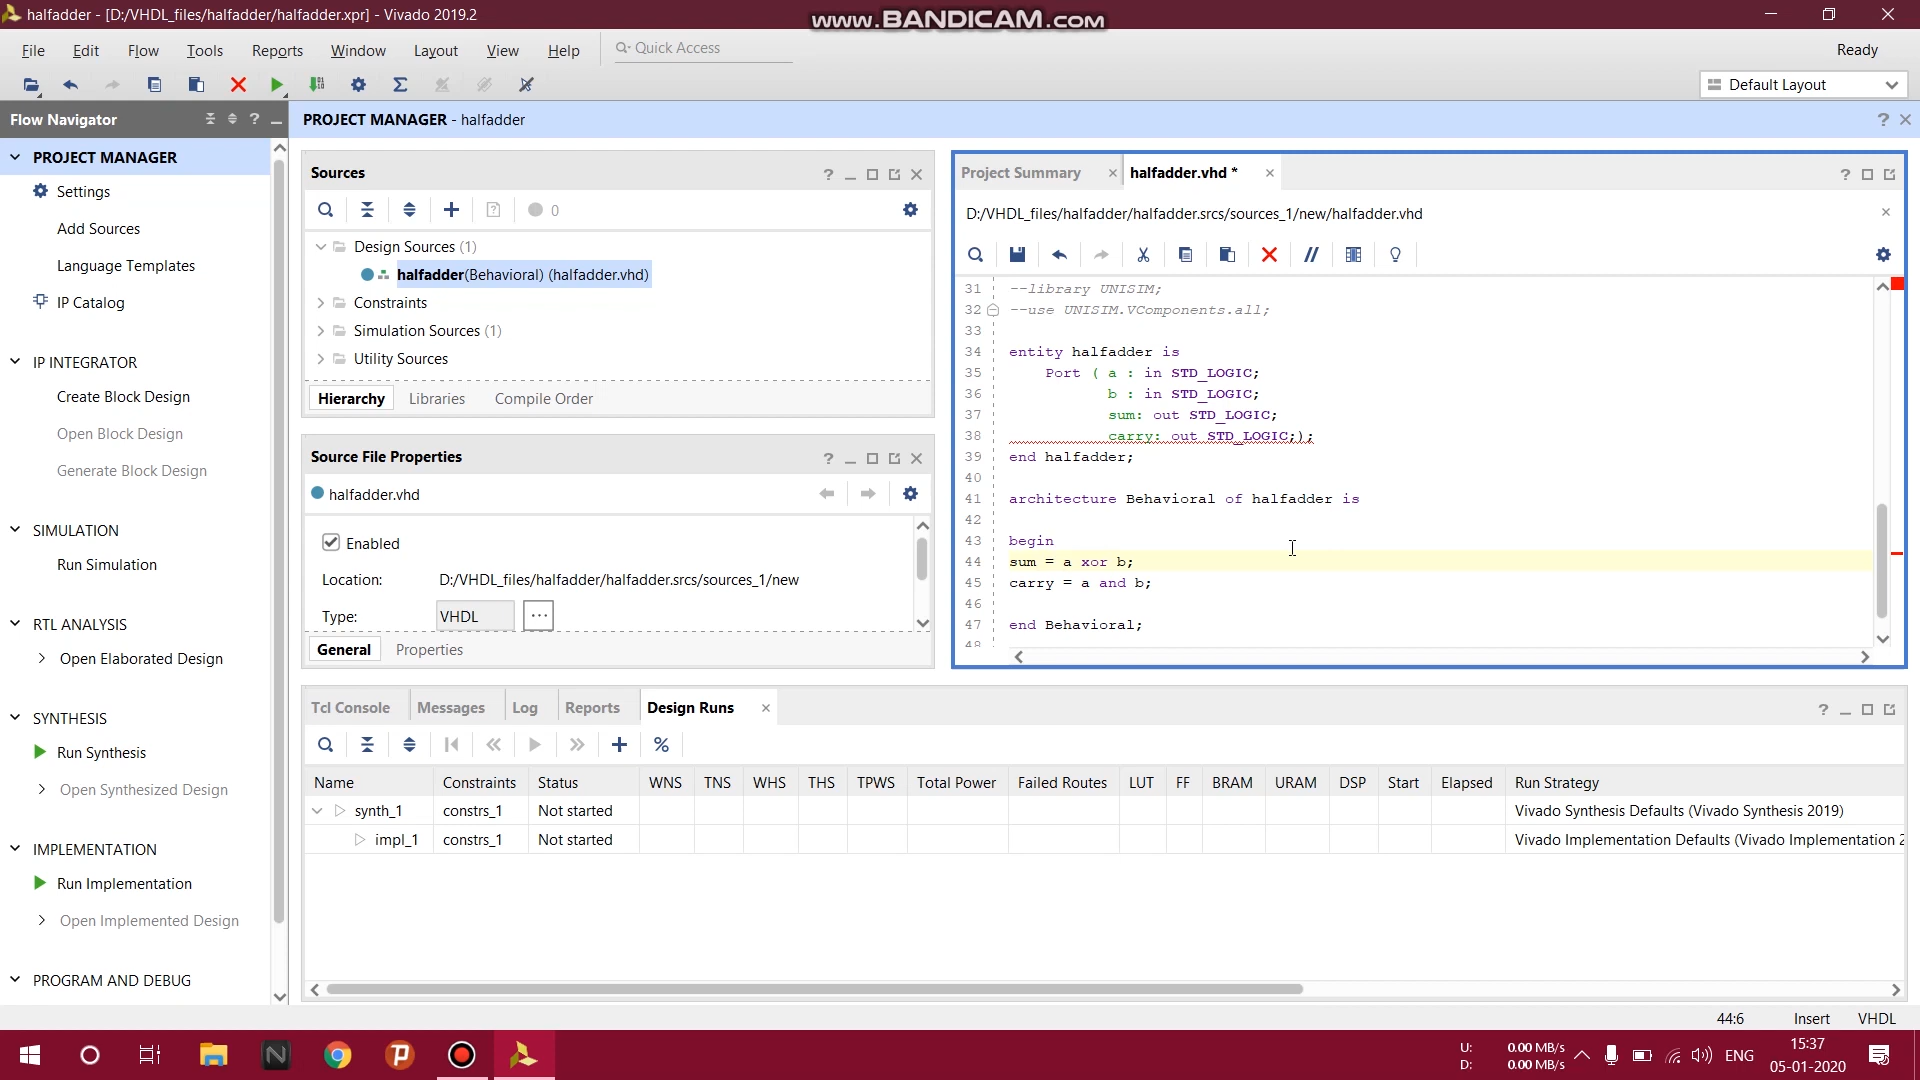 halfadder - [D:/VHDL_files/halfadder/halfadder.xpr] - Vivado 2019.2
www.BANDICAM.com
File Edit Flow Tools Reports Window Layout View Help
Quick Access
Ready
Default Layout
Flow Navigator
PROJECT MANAGER - halfadder
PROJECT MANAGER
Settings
Add Sources
Language Templates
IP Catalog
IP INTEGRATOR
Create Block Design
Open Block Design
Generate Block Design
SIMULATION
Run Simulation
RTL ANALYSIS
Open Elaborated Design
SYNTHESIS
Run Synthesis
Open Synthesized Design
IMPLEMENTATION
Run Implementation
Open Implemented Design
PROGRAM AND DEBUG
Sources
0
Design Sources (1)
halfadder(Behavioral) (halfadder.vhd)
Constraints
Simulation Sources (1)
Utility Sources
Hierarchy Libraries Compile Order
Source File Properties
halfadder.vhd
Enabled
Location: D:/VHDL_files/halfadder/halfadder.srcs/sources_1/new
Type: VHDL
General Properties
Project Summary halfadder.vhd *
D:/VHDL_files/halfadder/halfadder.srcs/sources_1/new/halfadder.vhd
31 --library UNISIM;
32 --use UNISIM.VComponents.all;
33
34 entity halfadder is
35 Port ( a : in STD_LOGIC;
36 b : in STD_LOGIC;
37 sum: out STD_LOGIC;
38 carry: out STD_LOGIC;);
39 end halfadder;
40
41 architecture Behavioral of halfadder is
42
43 begin
44 sum = a xor b;
45 carry = a and b;
46
47 end Behavioral;
48
Tcl Console Messages Log Reports Design Runs
Name Constraints Status WNS TNS WHS THS TPWS Total Power Failed Routes LUT FF BRAM URAM DSP Start Elapsed Run Strategy
synth_1 constrs_1 Not started Vivado Synthesis Defaults (Vivado Synthesis 2019)
impl_1 constrs_1 Not started Vivado Implementation Defaults (Vivado Implementation 2
44:6 Insert VHDL
U: 0.00 MB/s
D: 0.00 MB/s
ENG
15:37
05-01-2020